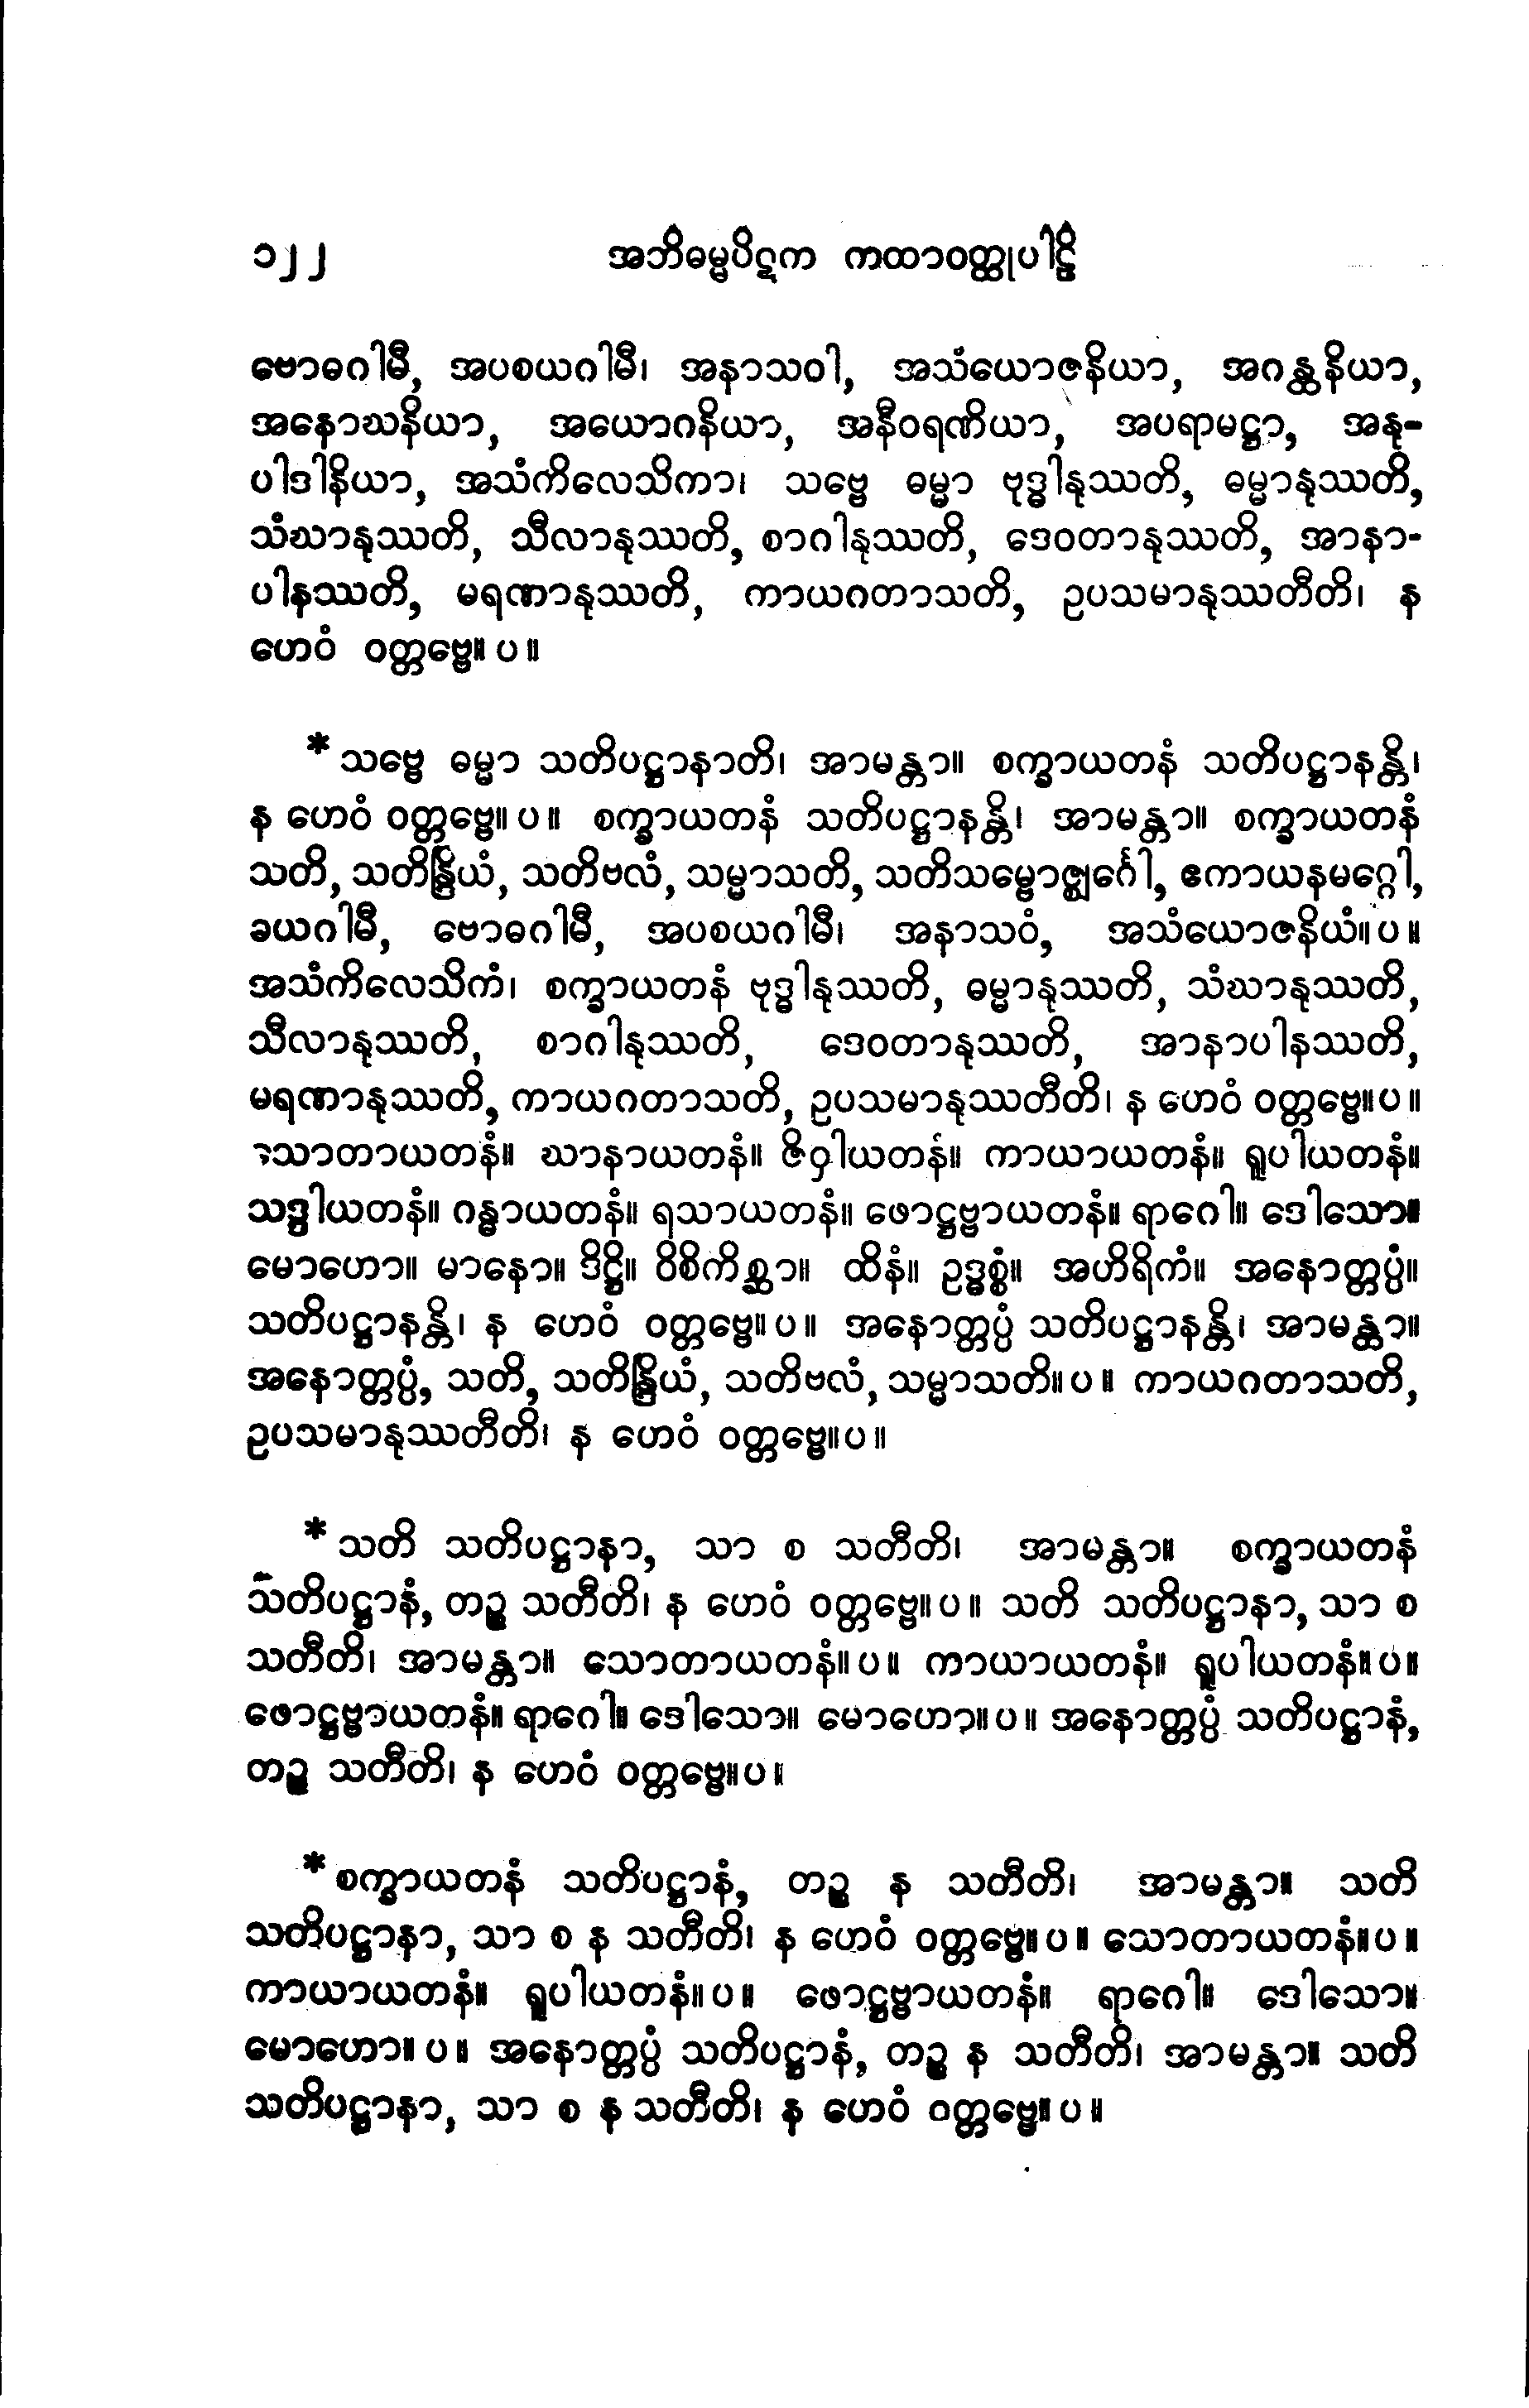 ၁၂၂ အဘိဓမ္မပိဋက ကထာဝတ္ထုပါဠိ
ဗောဓဂါမီ, အပစယဂါမီ၊ အနာသဝါ, အသံယောဇနိယာ, အဂန္ထနိယာ,
အနောဃနိယာ, အယောဂနိယာ, အနီဝရဏိယာ, အပရာမဋ္ဌာ, အနု-
ပါဒါနိယာ, အသံကိလေသိကာ၊ သဗ္ဗေ ဓမ္မာ ဗုဒ္ဓါနုဿတိ, ဓမ္မာနုဿတိ,
သံဃာနုဿတိ, သီလာနုဿတိ, စာဂါနုဿတိ, ဒေဝတာနုဿတိ, အာနာ-
ပါနဿတိ, မရဏာနုဿတိ, ကာယဂတာသတိ, ဥပသမာနုဿတီတိ၊ န
ဟေဝံ ဝတ္တဗ္ဗေ။ ပ။
* သဗ္ဗေ ဓမ္မာ သတိပဋ္ဌာနာတိ၊ အာမန္တာ။ စက္ခာယတနံ သတိပဋ္ဌာနန္တိ၊
န ဟေဝံ ဝတ္တဗ္ဗေ။ ပ။ စက္ခာယတနံ သတိပဋ္ဌာနန္တိ၊ အာမန္တာ။ စက္ခာယတနံ
သတိ, သတိန္ဒြိယံ, သတိဗလံ, သမ္မာသတိ, သတိသမ္ဗောဇ္ဈင်္ဂေါ, ဧကာယနမဂ္ဂေါ,
ခယဂါမီ, ဗောဓဂါမီ, အပစယဂါမီ၊ အနာသဝံ, အသံယောဇနိယံ။ ပ။
အသံကိလေသိကံ၊ စက္ခာယတနံ ဗုဒ္ဓါနုဿတိ, ဓမ္မာနုဿတိ, သံဃာနုဿတိ,
သီလာနုဿတိ, စာဂါနုဿတိ, ဒေဝတာနုဿတိ, အာနာပါနဿတိ,
မရဏာနုဿတိ, ကာယဂတာသတိ, ဥပသမာနုဿတီတိ၊ န ဟေဝံ ဝတ္တဗ္ဗေ။ ပ။
သောတာယတနံ။ ဃာနာယတနံ။ ဇိဝှါယတနံ။ ကာယာယတနံ။ ရူပါယတနံ။
သဒ္ဒါယတနံ။ ဂန္ဓာယတနံ။ ရသာယတနံ။ ဖောဋ္ဌဗ္ဗာယတနံ။ ရာဂေါ။ ဒေါသော။
မောဟော။ မာနော။ ဒိဋ္ဌိ။ ဝိစိကိစ္ဆာ။ ထိနံ။ ဥဒ္ဓစ္စံ။ အဟိရိကံ။ အနောတ္တပ္ပံ။
သတိပဋ္ဌာနန္တိ၊ န ဟေဝံ ဝတ္တဗ္ဗေ။ ပ။ အနောတ္တပ္ပံ သတိပဋ္ဌာနန္တိ၊ အာမန္ထာ။
အနောတ္တပ္ပံ, သတိ, သတိန္ဒြိယံ, သတိဗလံ, သမ္မာသတိ။ ပ။ ကာယဂတာသတိ,
ဥပသမာနုဿတီတိ၊ န ဟေဝံ ဝတ္တဗ္ဗေ။ ပ။
* သတိ သတိပဋ္ဌာနာ, သာ စ သတီတိ၊ အာမန္တာ။ စက္ခာယတနံ
သတိပဋ္ဌာနံ, တဉ္စ သတီတိ၊ န ဟေဝံ ဝတ္တဗ္ဗေ။ ပ။ သတိ သတိပဋ္ဌာနာ, သာ စ
သတီတိ၊ အာမန္တာ။ သောတာယတနံ။ ပ။ ကာယာယတနံ။ ရူပါယတနံ။ ပ။
ဖောဋ္ဌဗ္ဗာယတနံ။ ရာဂေါ။ ဒေါသော။ မောဟော။ ပ။ အနောတ္တပ္ပံ သတိပဋ္ဌာနံ,
တဉ္စ သတီတိ၊ န ဟေဝံ ဝတ္တဗ္ဗေ။ ပ။
* စက္ခာယတနံ သတိပဋ္ဌာနံ, တဉ္စ န သတီတိ၊ အာမန္တာ။ သတိ
သတိပဋ္ဌာနာ, သာ စ န သတီတိ၊ န ဟေဝံ ဝတ္တဗ္ဗေ။ ပ။ သောတာယတနံ။ ပ။
ကာယာယတနံ။ ရူပါယတနံ။ ပ။ ဖောဋ္ဌဗ္ဗာယတနံ။ ရာဂေါ။ ဒေါသော။
မောဟော။ ပ။ အနောတ္တပ္ပံ သတိပဋ္ဌာနံ, တဉ္စ န သတီတိ၊ အာမန္တာ။ သတိ
သတိပဋ္ဌာနာ, သာ စ န သတီတိ၊ န ဟေဝံ ဝတ္တဗ္ဗေ။ ပ။